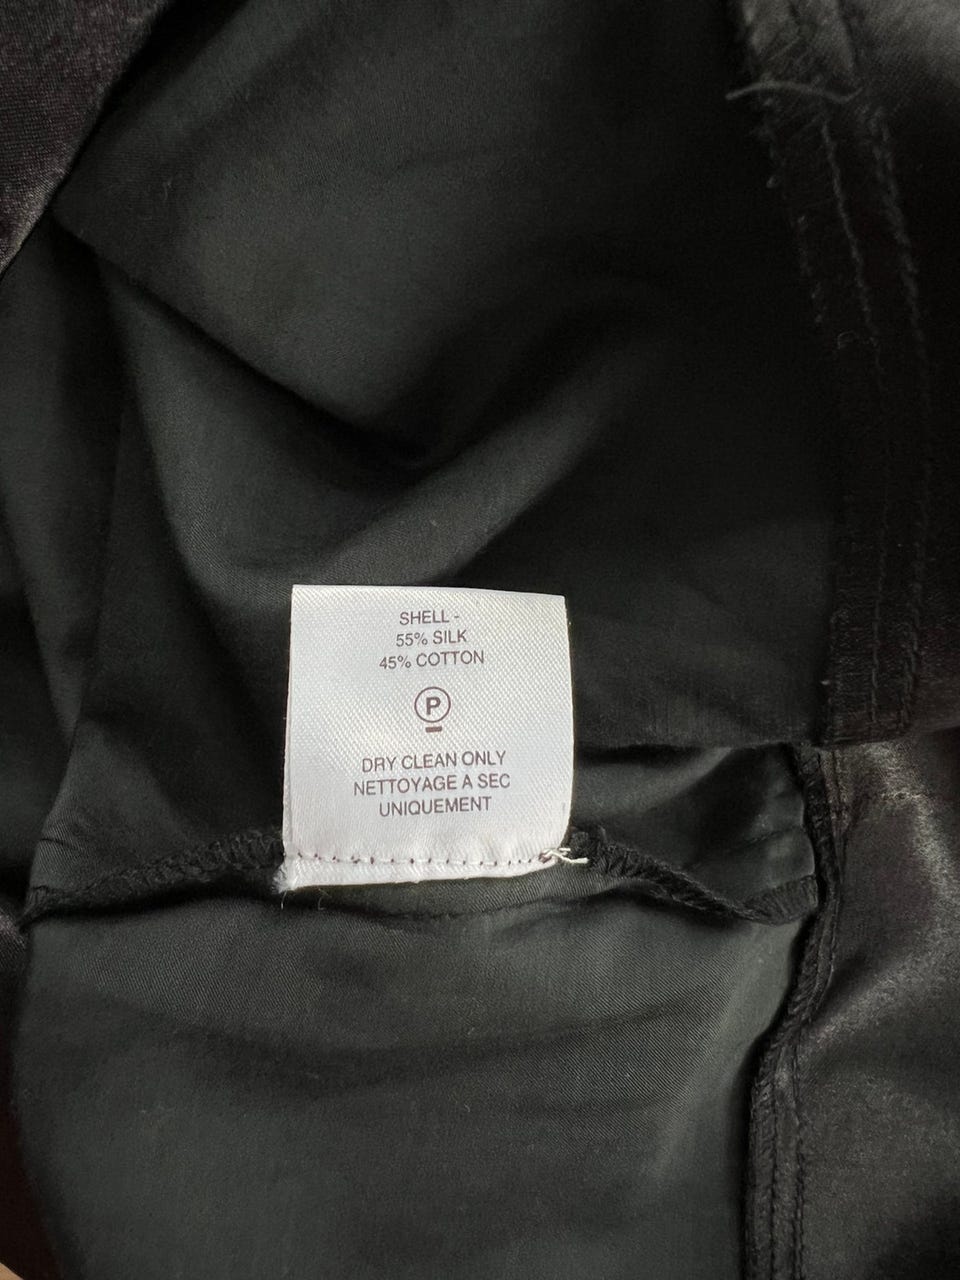 SHELL -
55% SILK
45% COTTON
P
DRY CLEAN ONLY
NETTOYAGE A SEC
UNIQUEMENT